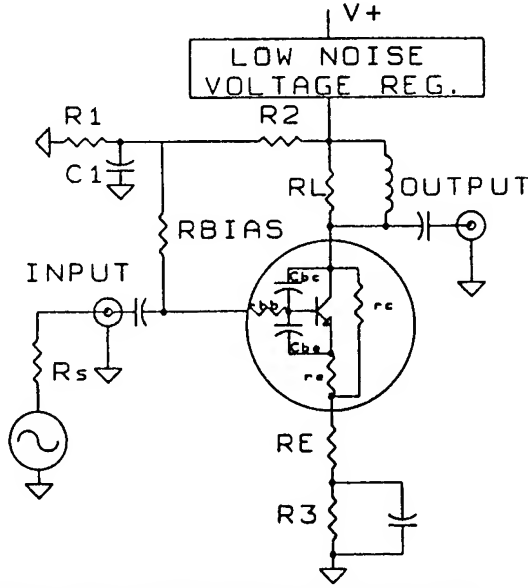 V+
LOW NOISE
VOLTAGE REG.
R1
R2
C1
RL
OUTPUT
RBIAS
INPUT
Cbc
rbb
rc
Cbe
re
Rs
RE
R3